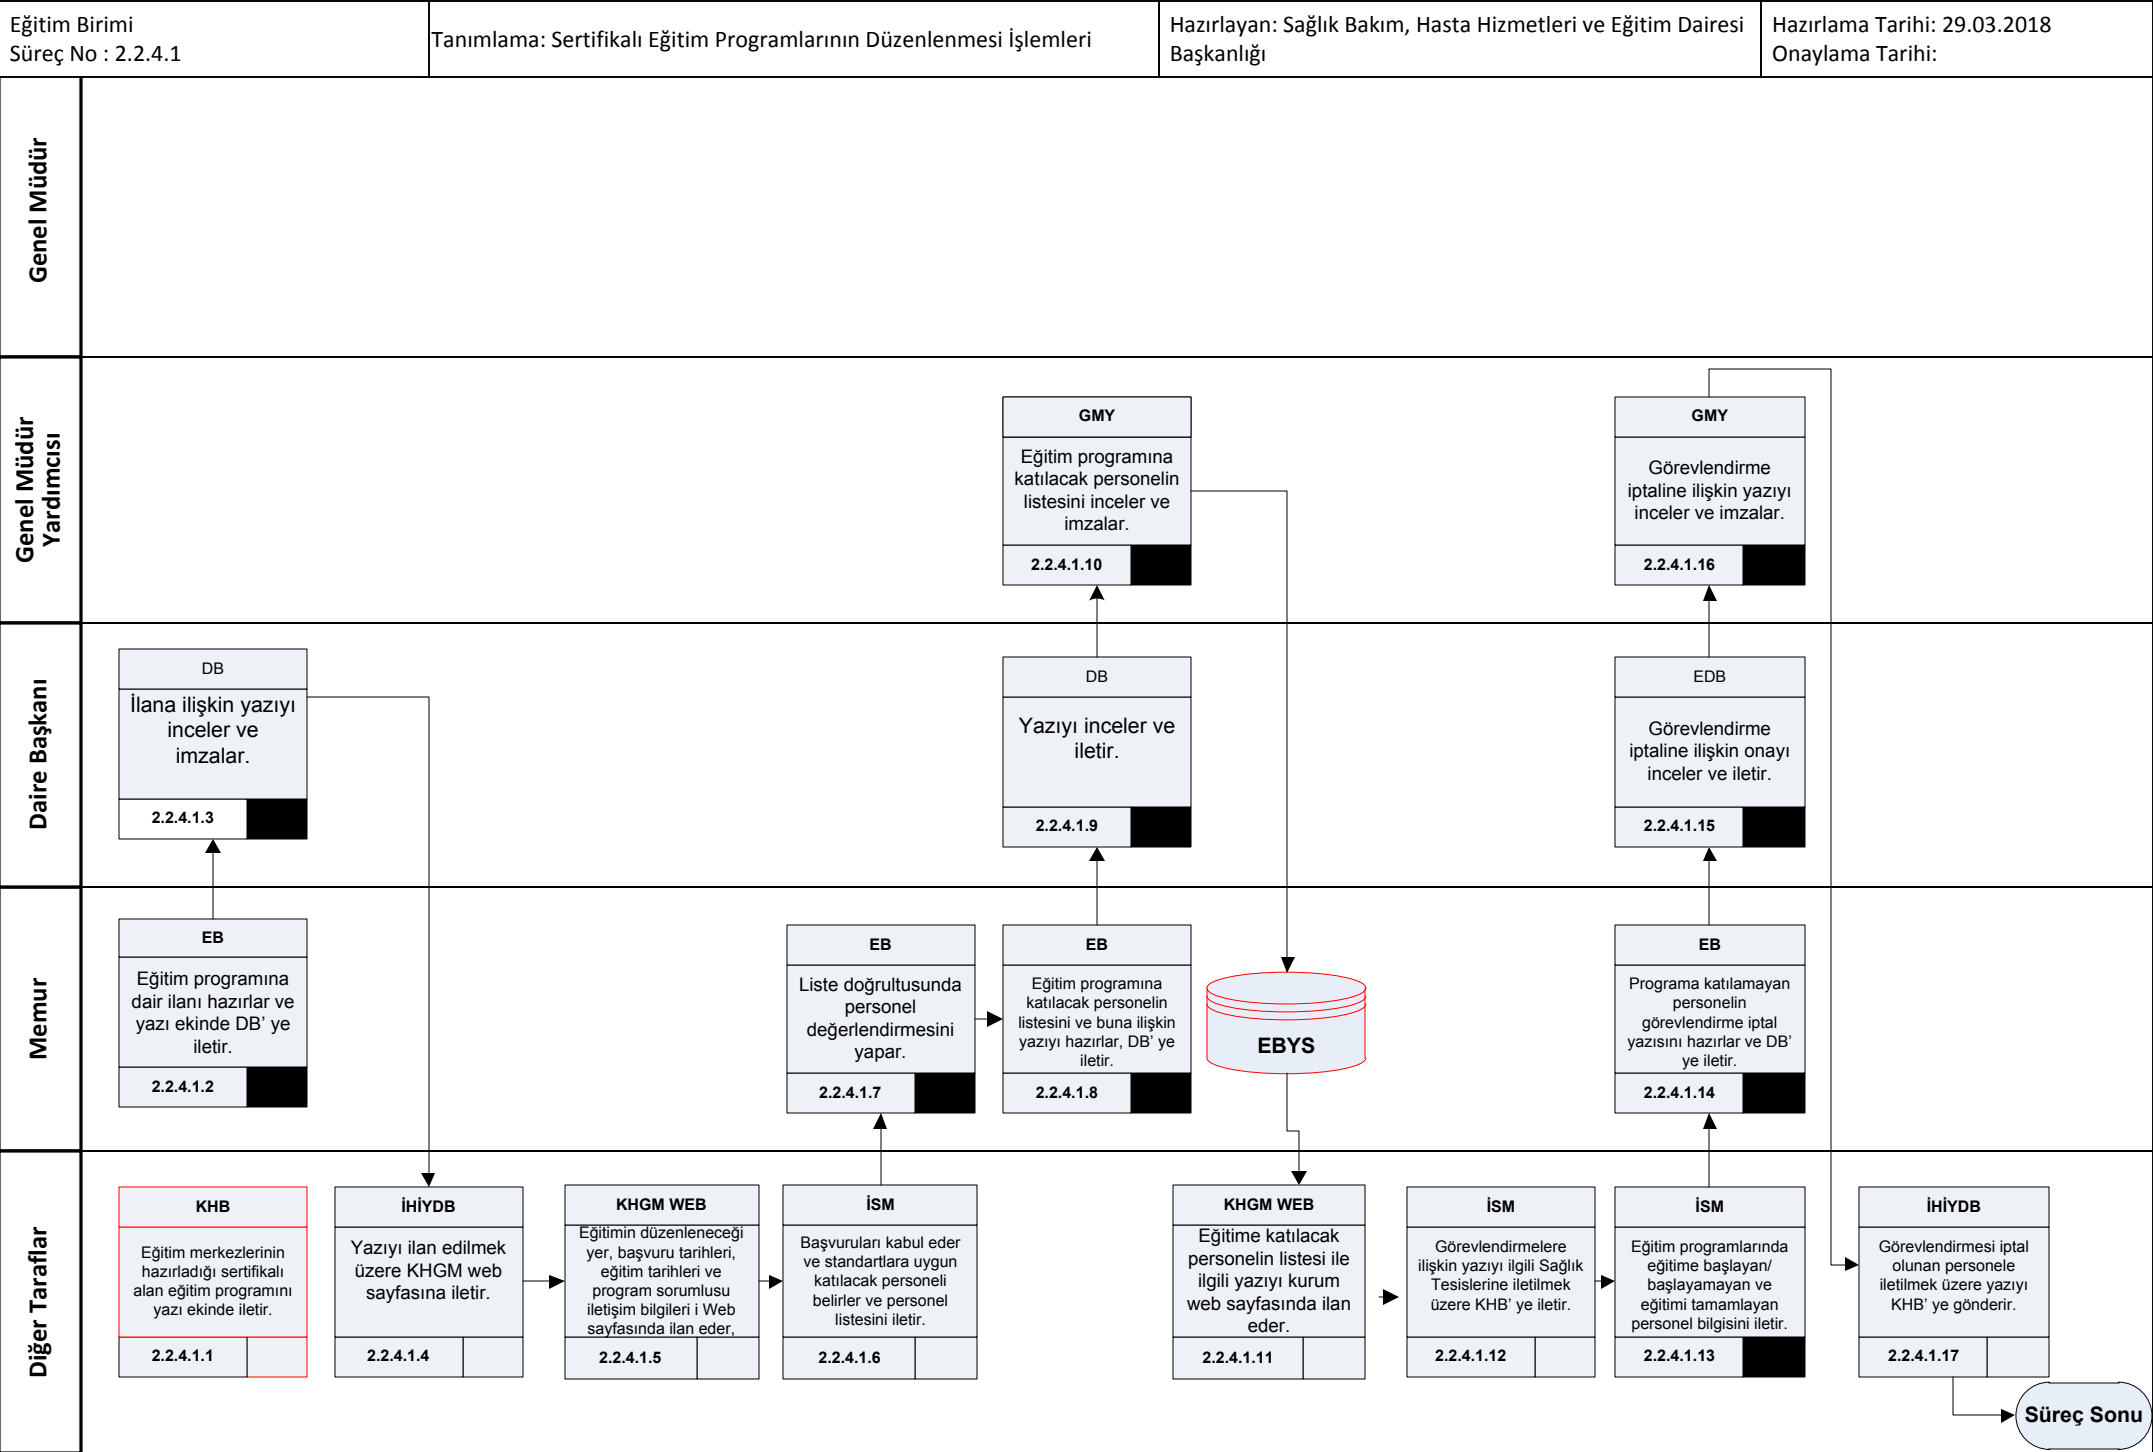 Eğitim Birimi
Süreç No : 2.2.4.1
Tanımlama: Sertifikalı Eğitim Programlarının Düzenlenmesi İşlemleri
Hazırlayan: Sağlık Bakım, Hasta Hizmetleri ve Eğitim Dairesi
Başkanlığı
Hazırlama Tarihi: 29.03.2018
Onaylama Tarihi:
Genel Müdür
Genel Müdür
Yardımcısı
GMY
Eğitim programına
katılacak personelin
listesini inceler ve
imzalar.
2.2.4.1.10
GMY
Görevlendirme
iptaline ilişkin yazıyı
inceler ve imzalar.
2.2.4.1.16
Daire Başkanı
DB
İlana ilişkin yazıyı
inceler ve
imzalar.
2.2.4.1.3
DB
Yazıyı inceler ve
iletir.
2.2.4.1.9
EDB
Görevlendirme
iptaline ilişkin onayı
inceler ve iletir.
2.2.4.1.15
Memur
EB
Eğitim programına
dair ilanı hazırlar ve
yazı ekinde DB' ye
iletir.
2.2.4.1.2
EB
Liste doğrultusunda
personel
değerlendirmesini
yapar.
2.2.4.1.7
EB
Eğitim programına
katılacak personelin
listesini ve buna ilişkin
yazıyı hazırlar, DB' ye
iletir.
2.2.4.1.8
EBYS
EB
Programa katılamayan
personelin
görevlendirme iptal
yazısını hazırlar ve DB'
ye iletir.
2.2.4.1.14
Diğer Taraflar
KHB
Eğitim merkezlerinin
hazırladığı sertifikalı
alan eğitim programını
yazı ekinde iletir.
2.2.4.1.1
İHİYDB
Yazıyı ilan edilmek
üzere KHGM web
sayfasına iletir.
2.2.4.1.4
KHGM WEB
Eğitimin düzenleneceği
yer, başvuru tarihleri,
eğitim tarihleri ve
program sorumlusu
iletişim bilgileri i Web
sayfasında ilan eder,
2.2.4.1.5
İSM
Başvuruları kabul eder
ve standartlara uygun
katılacak personeli
belirler ve personel
listesini iletir.
2.2.4.1.6
KHGM WEB
Eğitime katılacak
personelin listesi ile
ilgili yazıyı kurum
web sayfasında ilan
eder.
2.2.4.1.11
İSM
Görevlendirmelere
ilişkin yazıyı ilgili Sağlık
Tesislerine iletilmek
üzere KHB' ye iletir.
2.2.4.1.12
İSM
Eğitim programlarında
eğitime başlayan/
başlayamayan ve
eğitimi tamamlayan
personel bilgisini iletir.
2.2.4.1.13
İHİYDB
Görevlendirmesi iptal
olunan personele
iletilmek üzere yazıyı
KHB' ye gönderir.
2.2.4.1.17
Süreç Sonu